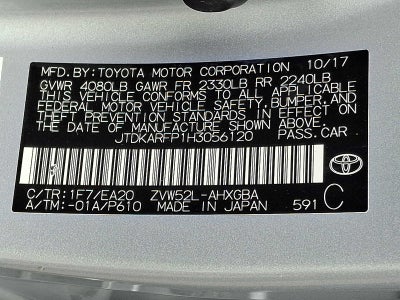 MFD. BY: TOYOTA MOTOR CORPORATION 10/17
GVWR 4080LB GAWR FR 2330LB RR 2240LB
THIS VEHICLE CONFORMS TO ALL APPLICABLE
FEDERAL MOTOR VEHICLE SAFETY, BUMPER, AND
THEFT PREVENTION STANDARDS IN EFFECT ON
THE DATE OF MANUFACTURE SHOWN ABOVE.
JTDKARFP1H3056120 PASS.CAR
C/TR: 1F7/EA20 ZVW52L-AHXGBA
A/TM: -01A/P610 MADE IN JAPAN 591 C
TOYOTA